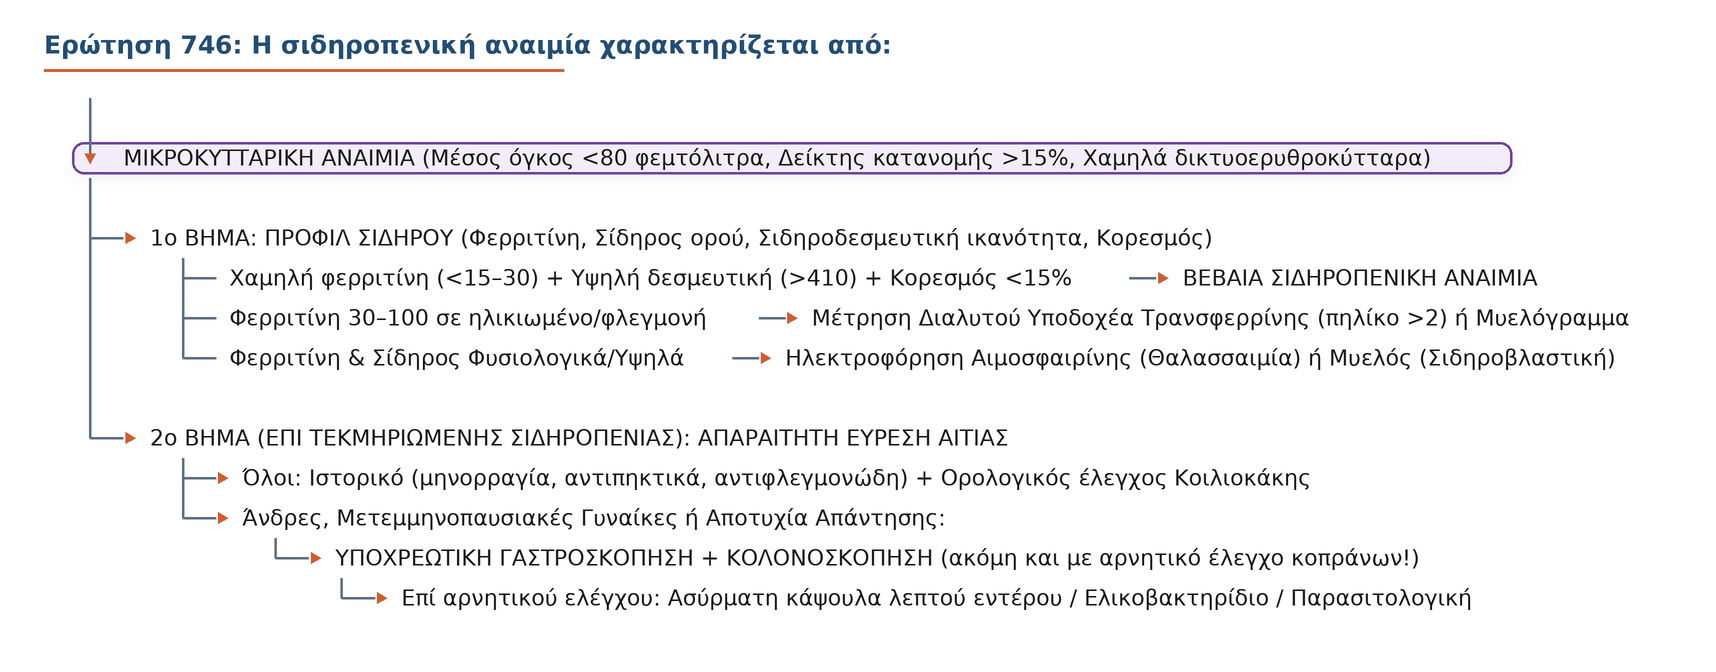 Ερώτηση 746: Η σιδηροπενική αναιμία χαρακτηρίζεται από:
ΜΙΚΡΟΚΥΤΤΑΡΙΚΗ ΑΝΑΙΜΙΑ (Μέσος όγκος <80 φεμτόλιτρα, Δείκτης κατανομής >15%, Χαμηλά δικτυοερυθροκύτταρα)
1ο ΒΗΜΑ: ΠΡΟΦΙΛ ΣΙΔΗΡΟΥ (Φερριτίνη, Σίδηρος ορού, Σιδηροδεσμευτική ικανότητα, Κορεσμός)
Χαμηλή φερριτίνη (<15–30) + Υψηλή δεσμευτική (>410) + Κορεσμός <15% ΒΕΒΑΙΑ ΣΙΔΗΡΟΠΕΝΙΚΗ ΑΝΑΙΜΙΑ
Φερριτίνη 30–100 σε ηλικιωμένο/φλεγμονή Μέτρηση Διαλυτού Υποδοχέα Τρανσφερρίνης (πηλίκο >2) ή Μυελόγραμμα
Φερριτίνη & Σίδηρος Φυσιολογικά/Υψηλά Ηλεκτροφόρηση Αιμοσφαιρίνης (Θαλασσαιμία) ή Μυελός (Σιδηροβλαστική)
2ο ΒΗΜΑ (ΕΠΙ ΤΕΚΜΗΡΙΩΜΕΝΗΣ ΣΙΔΗΡΟΠΕΝΙΑΣ): ΑΠΑΡΑΙΤΗΤΗ ΕΥΡΕΣΗ ΑΙΤΙΑΣ
Όλοι: Ιστορικό (μηνορραγία, αντιπηκτικά, αντιφλεγμονώδη) + Ορολογικός έλεγχος Κοιλιοκάκης
Άνδρες, Μετεμμηνοπαυσιακές Γυναίκες ή Αποτυχία Απάντησης:
ΥΠΟΧΡΕΩΤΙΚΗ ΓΑΣΤΡΟΣΚΟΠΗΣΗ + ΚΟΛΟΝΟΣΚΟΠΗΣΗ (ακόμη και με αρνητικό έλεγχο κοπράνων!)
Επί αρνητικού ελέγχου: Ασύρματη κάψουλα λεπτού εντέρου / Ελικοβακτηρίδιο / Παρασιτολογική